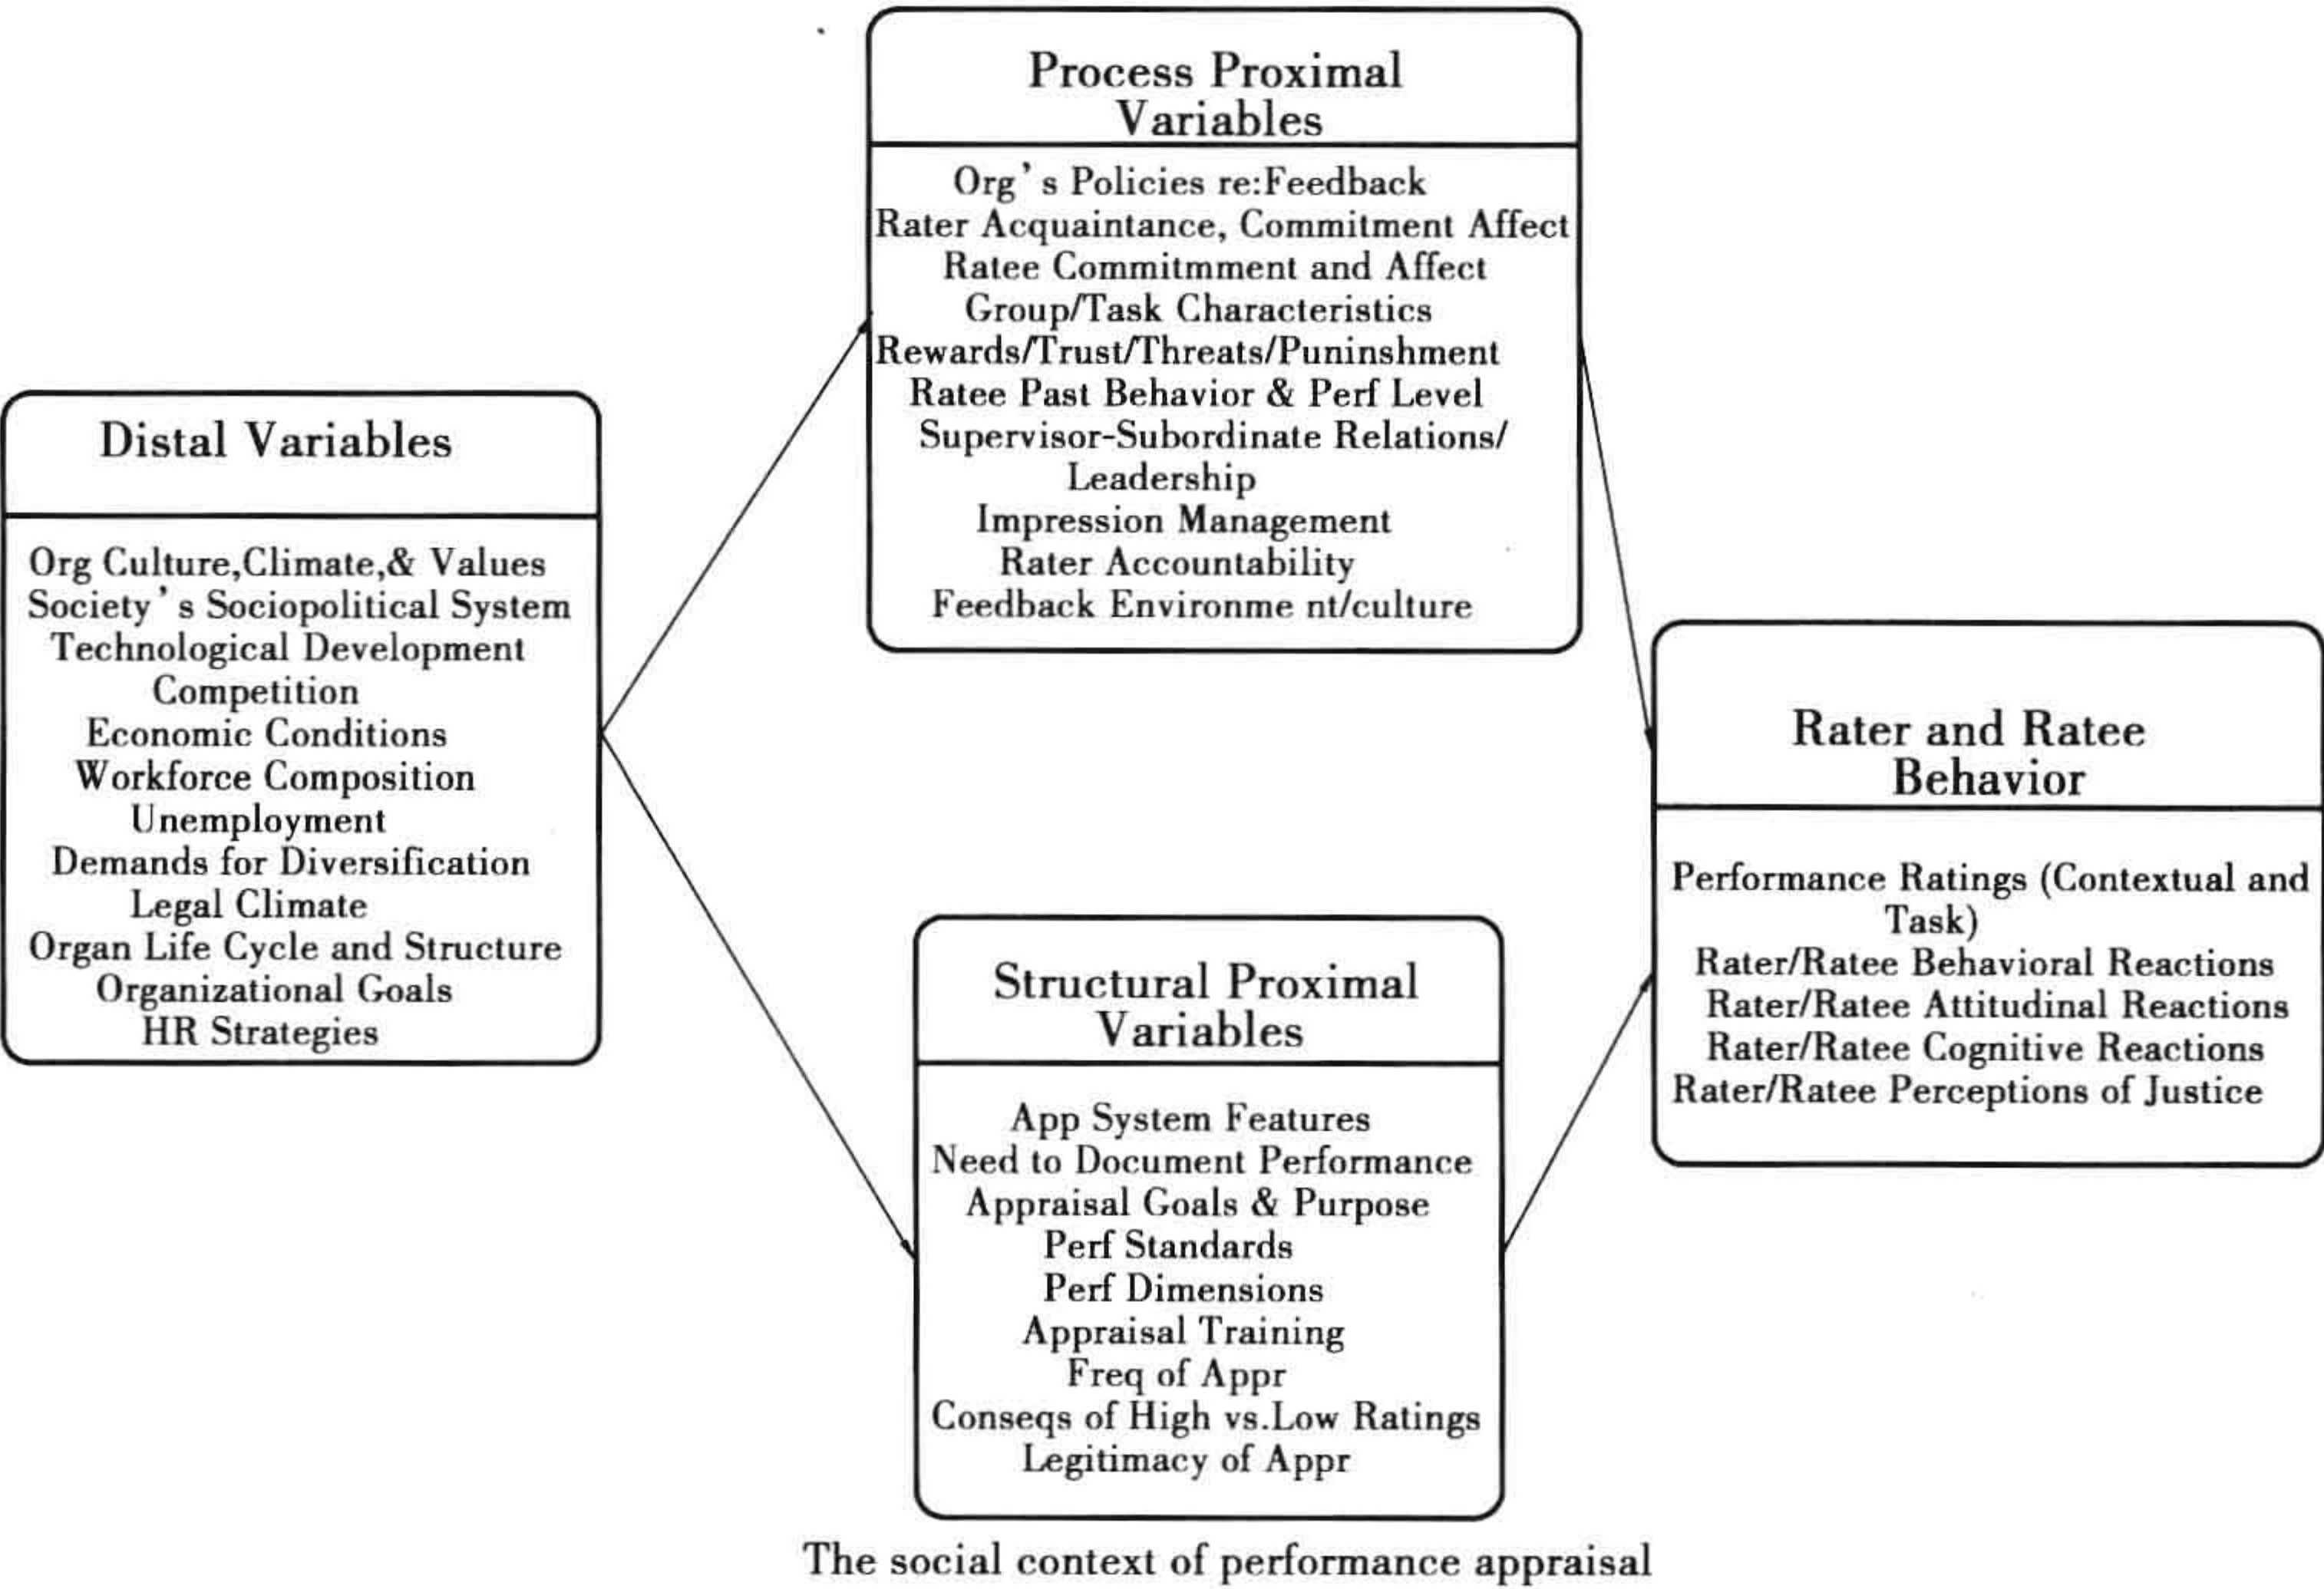 Process Proximal
Variables
Org's Policies re:Feedback
Rater Acquaintance, Commitment Affect
Ratee Commitmment and Affect
Group/Task Characteristics
Rewards/Trust/Threats/Puninshment
Ratee Past Behavior & Perf Level
Supervisor-Subordinate Relations/
Leadership
Impression Management
Rater Accountability
Feedback Environme nt/culture
Distal Variables
Org Culture,Climate,& Values
Society's Sociopolitical System
Technological Development
Competition
Economic Conditions
Workforce Composition
Unemployment
Demands for Diversification
Legal Climate
Organ Life Cycle and Structure
Organizational Goals
HR Strategies
Structural Proximal
Variables
App System Features
Need to Document Performance
Appraisal Goals & Purpose
Perf Standards
Perf Dimensions
Appraisal Training
Freq of Appr
Conseqs of High vs.Low Ratings
Legitimacy of Appr
Rater and Ratee
Behavior
Performance Ratings (Contextual and
Task)
Rater/Ratee Behavioral Reactions
Rater/Ratee Attitudinal Reactions
Rater/Ratee Cognitive Reactions
Rater/Ratee Perceptions of Justice
The social context of performance appraisal